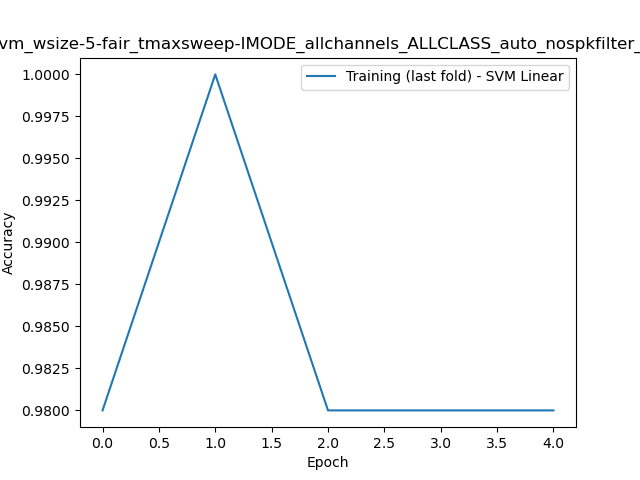 vm_wsize-5-fair_tmaxsweep-IMODE_allchannels_ALLCLASS_auto_nospkfilter_
Training (last fold) - SVM Linear
1.0000
0.9975
0.9950
0.9925
0.9900
0.9875
0.9850
0.9825
0.9800
Accuracy
0.0 0.5 1.0 1.5 2.0 2.5 3.0 3.5 4.0
Epoch